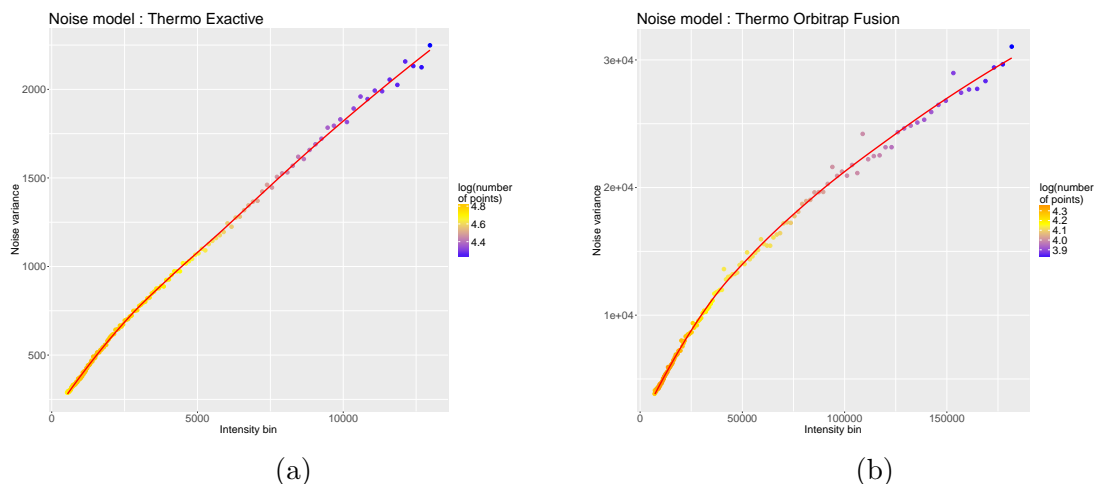 Noise model : Thermo Exactive
Noise variance
2000
1500
1000
500
0
5000
10000
Intensity bin
log(number
of points)
4.8
4.6
4.4
(a)
Noise model : Thermo Orbitrap Fusion
Noise variance
3e+04
2e+04
1e+04
0
50000
100000
150000
Intensity bin
log(number
of points)
4.3
4.2
4.1
4.0
3.9
(b)